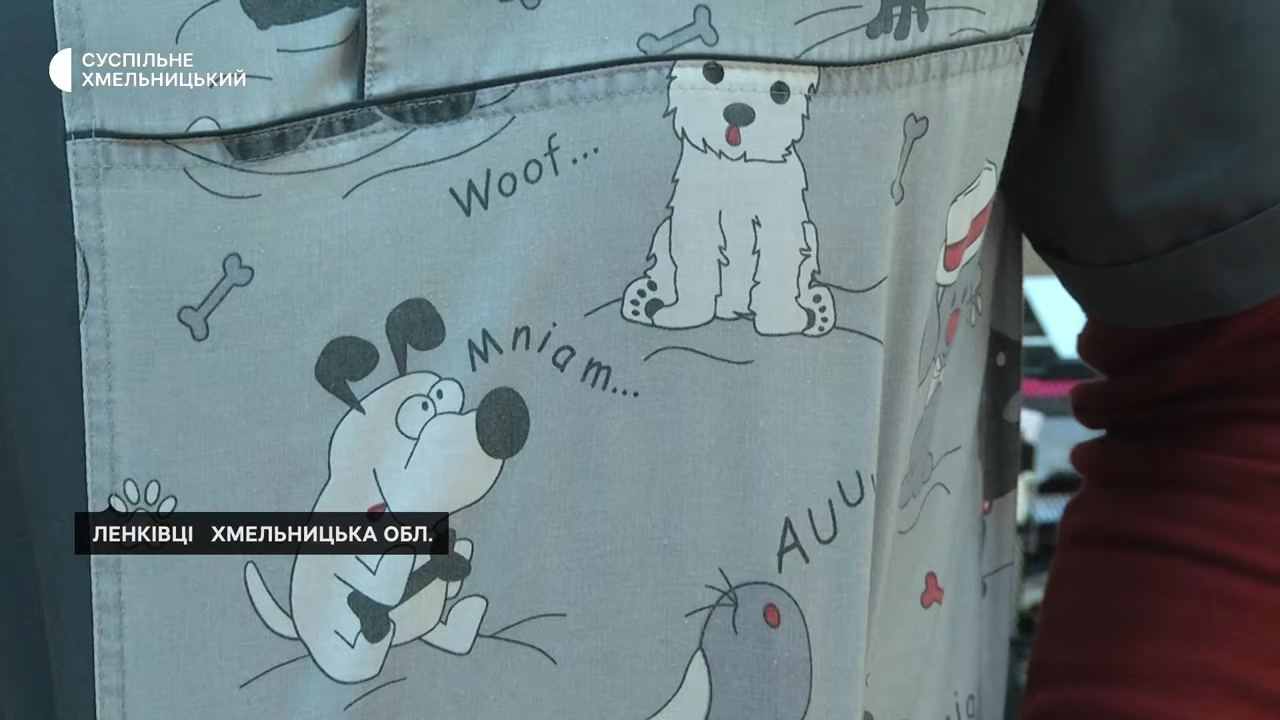 СУСПІЛЬНЕ
ХМЕЛЬНИЦЬКИЙ
Woof...
Mniam...
AUU
ЛЕНКІВЦІ ХМЕЛЬНИЦЬКА ОБЛ.